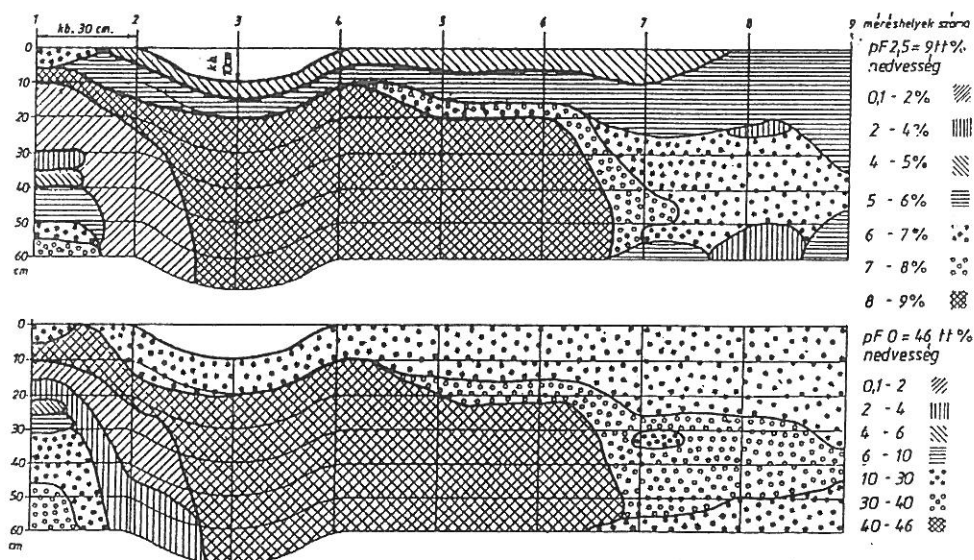 1 2 3 4 5 6 7 8 9
kb. 30 cm.
kb. 10 cm
0
10
20
30
40
50
60
cm
méréshelyek száma
pF 2,5 = 9 tt %
nedvesség
0,1 - 2%
2 - 4%
4 - 5%
5 - 6%
6 - 7%
7 - 8%
8 - 9%
0
10
20
30
40
50
60
cm
pF 0 = 46 tt %
nedvesség
0,1 - 2
2 - 4
4 - 6
6 - 10
10 - 30
30 - 40
40 - 46